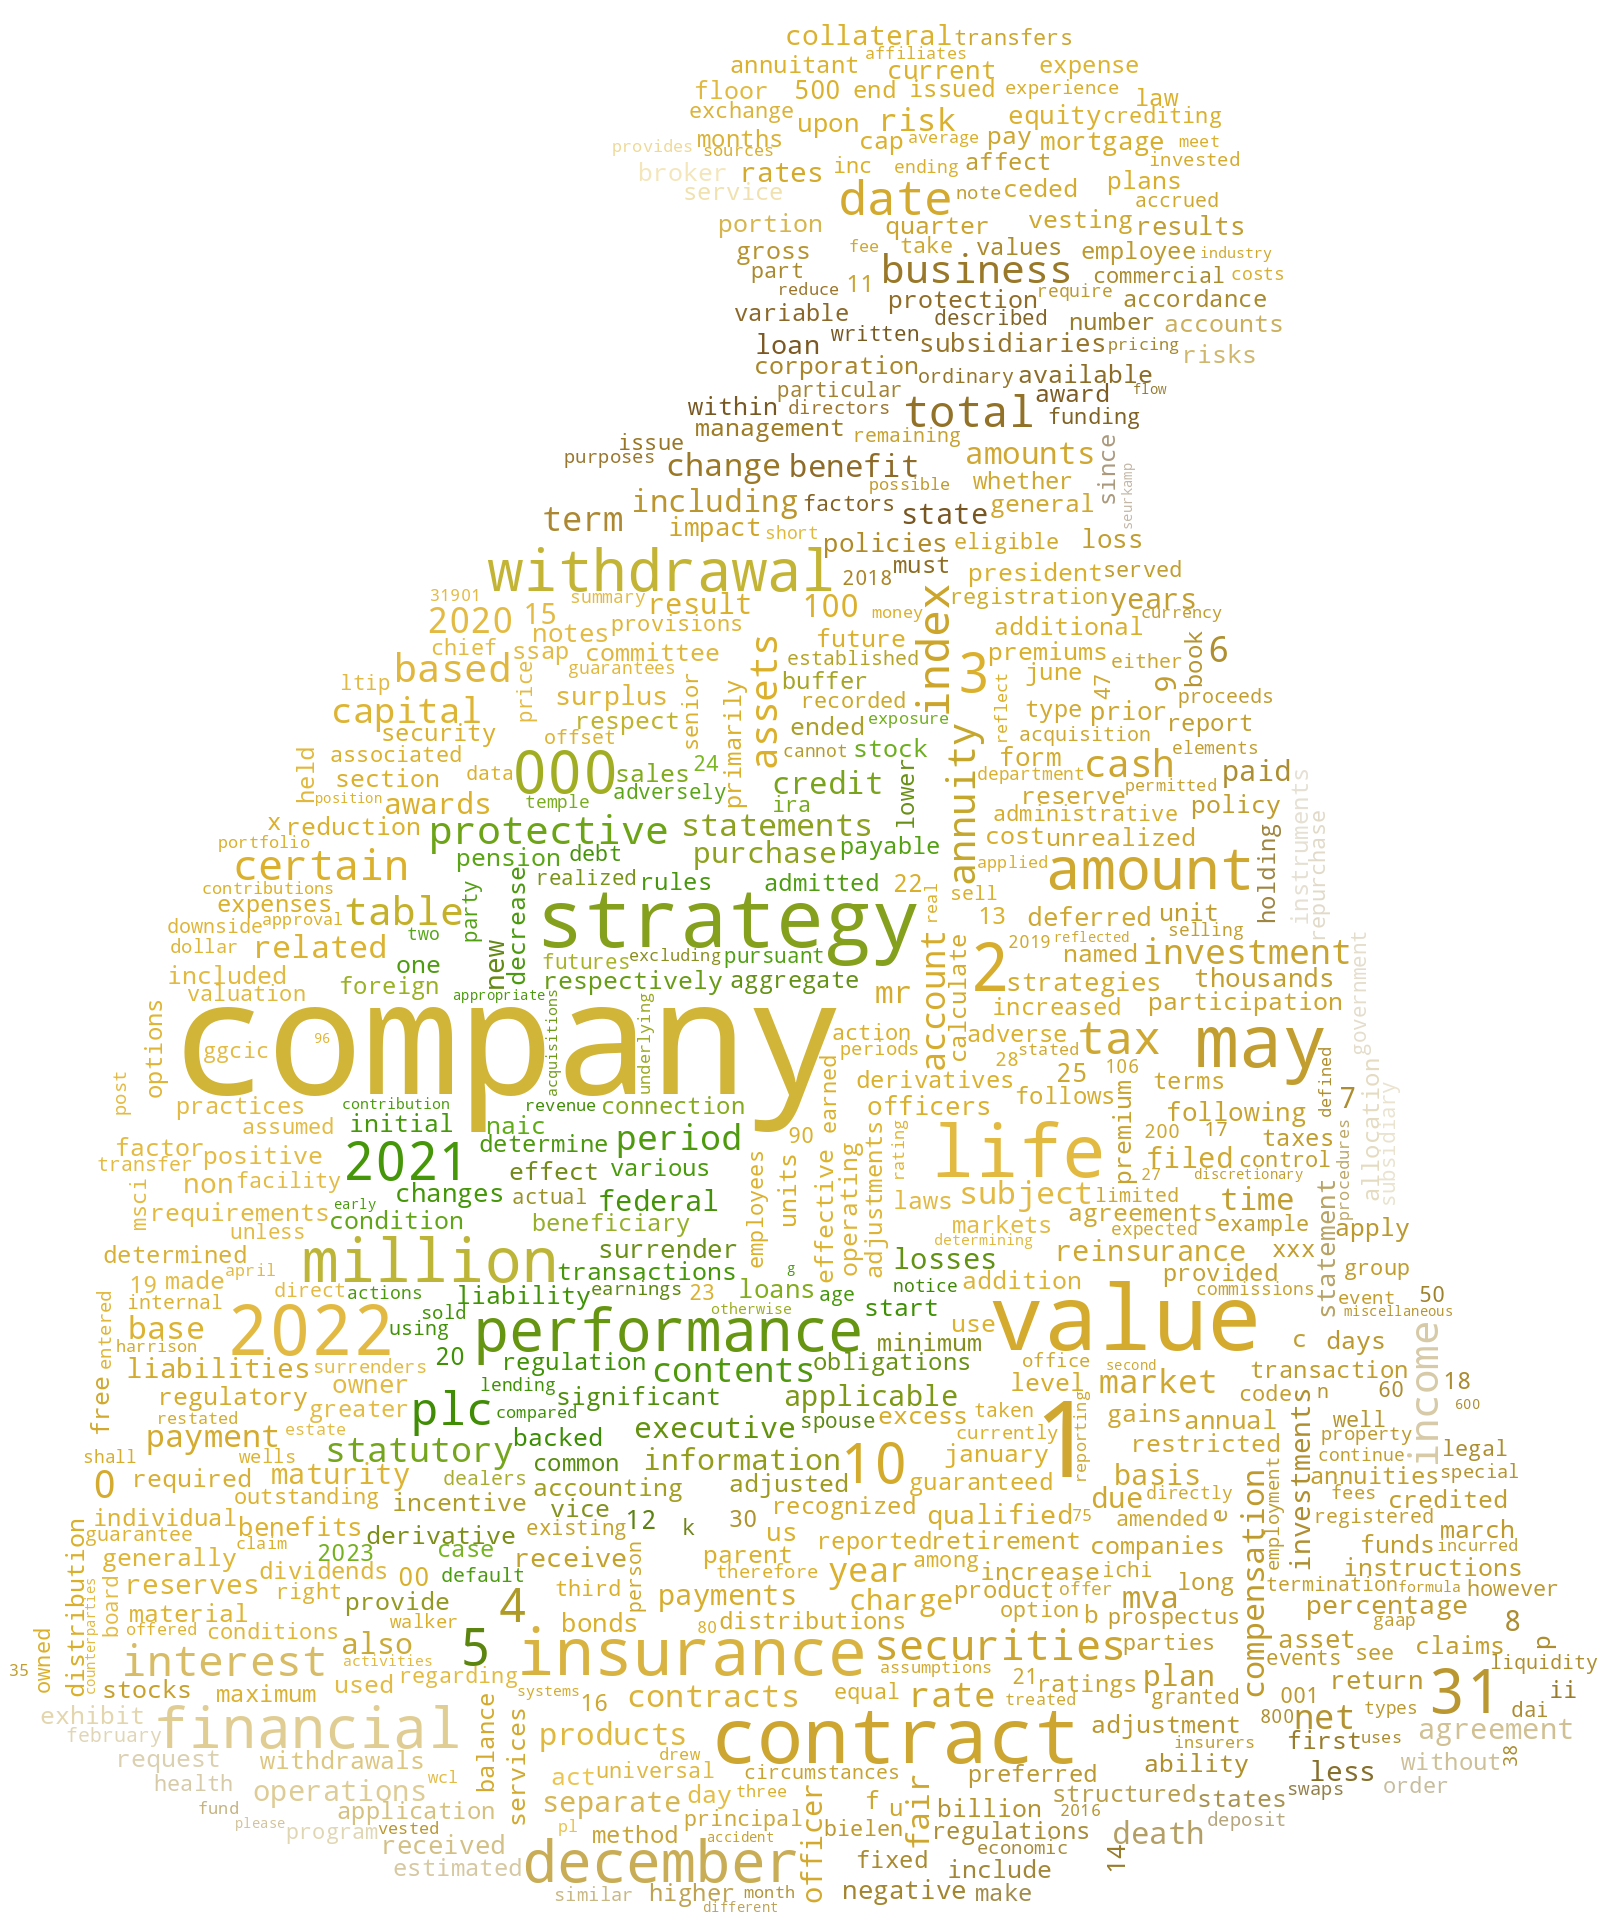 collateral transfers
affiliates
annuitant current expense
floor 500 end issued experience law
exchange upon risk equity crediting
months cap average pay mortgage meet
provides sources invested
broker rates inc ending affect plans
service date note ceded accrued
portion quarter vesting results
gross fee take values employee industry
part business commercial costs
reduce 11 protection require accordance
variable described number accounts
loan written subsidiaries pricing risks
corporation ordinary available
particular award flow
within directors total funding
management remaining amounts
issue since
purposes change benefit whether seurkamp
possible
including factors state general
term impact short policies eligible loss
withdrawal 2018 must president served
31901 summary result 100 money index registration years currency
2020 15 notes provisions future additional
chief ssap committee assets established premiums either book 6
based guarantees buffer 3 june 47 9 proceeds
ltip price surplus senior primarily recorded reflect type prior report
capital respect ended exposure acquisition
security offset cannot stock annuity elements
associated form cash paid
held section data 000 sales 24 credit department permitted instruments
position awards temple adversely ira lower reserve policy
x reduction protective statements administrative
portfolio pension debt purchase payable cost unrealized holding repurchase
certain realized rules admitted 22 applied amount
contributions expenses party decrease strategy real sell
downside approval table two 13 deferred unit selling
dollar related new one futures excluding pursuant account calculate 2 2019 reflected named investment government
included foreign respectively aggregate strategies thousands
valuation appropriate mr increased participation
options company acquisitions underlying action adverse tax may
ggcic 96 periods 28 stated 106 defined
post derivatives 25 terms allocation subsidiary
practices contribution revenue connection earned officers follows premium 7
assumed initial naic following procedures
factor positive 2021 determine period 90 adjustments rating life 200 17 taxes
transfer filed control
non facility effect various employees units effective operating 27 discretionary
msci requirements early changes actual federal laws subject limited time statement
unless condition beneficiary markets agreements example apply
determined surrender losses determining expected reinsurance xxx
19 made april million transactions g notice addition provided group
internal direct actions liability earnings 23 loans age value commissions event 50
entered base 2022 sold otherwise start miscellaneous
harrison using performance minimum use c days income
liabilities surrenders 20 regulation contents obligations office second transaction
free regulatory owner lending significant applicable level market code n 60 18
restated greater plc compared spouse excess taken 1 reporting gains annual investments 600
payment estate executive currently well
shall wells statutory backed information 10 january restricted property legal
0 required maturity dealers common adjusted guaranteed basis compensation continue special
outstanding accounting due directly annuities
individual incentive vice recognized qualified 75 employment fees credited
distribution guarantee benefits derivative existing 12 k 30 us amended e registered march
claim reported retirement companies funds incurred
generally 2023 case receive person parent year among increase ichi instructions
dividends 00 default therefore
board reserves right third payments charge product offer mva long termination formula however
counterparties material provide 4 option b prospectus percentage
offered conditions walker bonds 80 distributions gaap 8
owned also 5 insurance securities parties asset see claims p
35 interest activities regarding assumptions events liquidity
stocks maximum used systems 21 ratings plan return
exhibit balance 16 contracts equal rate treated granted 001 31 ii
february financial services products contract adjustment 800 net types dai
request withdrawals drew insurers first uses agreement
health operations wcl act universal circumstances preferred ability less without 38
fund application separate day three officer f fair billion structured states swaps order
please program vested pl principal u 2016 deposit
received method accident bielen regulations death
estimated december fixed economic 14
similar higher month negative include make
different